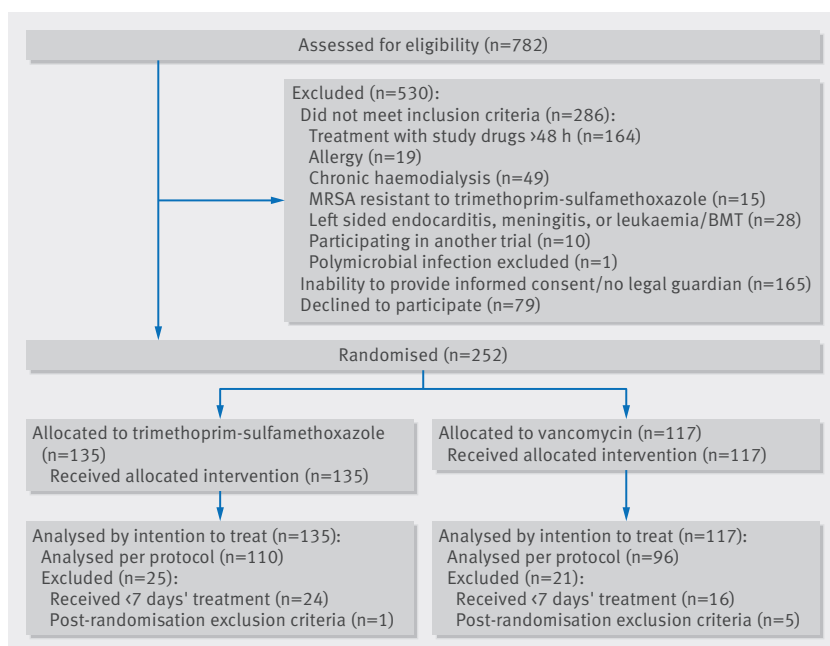 Assessed for eligibility (n=782)
Excluded (n=530):
Did not meet inclusion criteria (n=286):
Treatment with study drugs >48 h (n=164)
Allergy (n=19)
Chronic haemodialysis (n=49)
MRSA resistant to trimethoprim-sulfamethoxazole (n=15)
Left sided endocarditis, meningitis, or leukaemia/BMT (n=28)
Participating in another trial (n=10)
Polymicrobial infection excluded (n=1)
Inability to provide informed consent/no legal guardian (n=165)
Declined to participate (n=79)
Randomised (n=252)
Allocated to trimethoprim-sulfamethoxazole
(n=135)
Received allocated intervention (n=135)
Allocated to vancomycin (n=117)
Received allocated intervention (n=117)
Analysed by intention to treat (n=135):
Analysed per protocol (n=110)
Excluded (n=25):
Received <7 days' treatment (n=24)
Post-randomisation exclusion criteria (n=1)
Analysed by intention to treat (n=117):
Analysed per protocol (n=96)
Excluded (n=21):
Received <7 days' treatment (n=16)
Post-randomisation exclusion criteria (n=5)